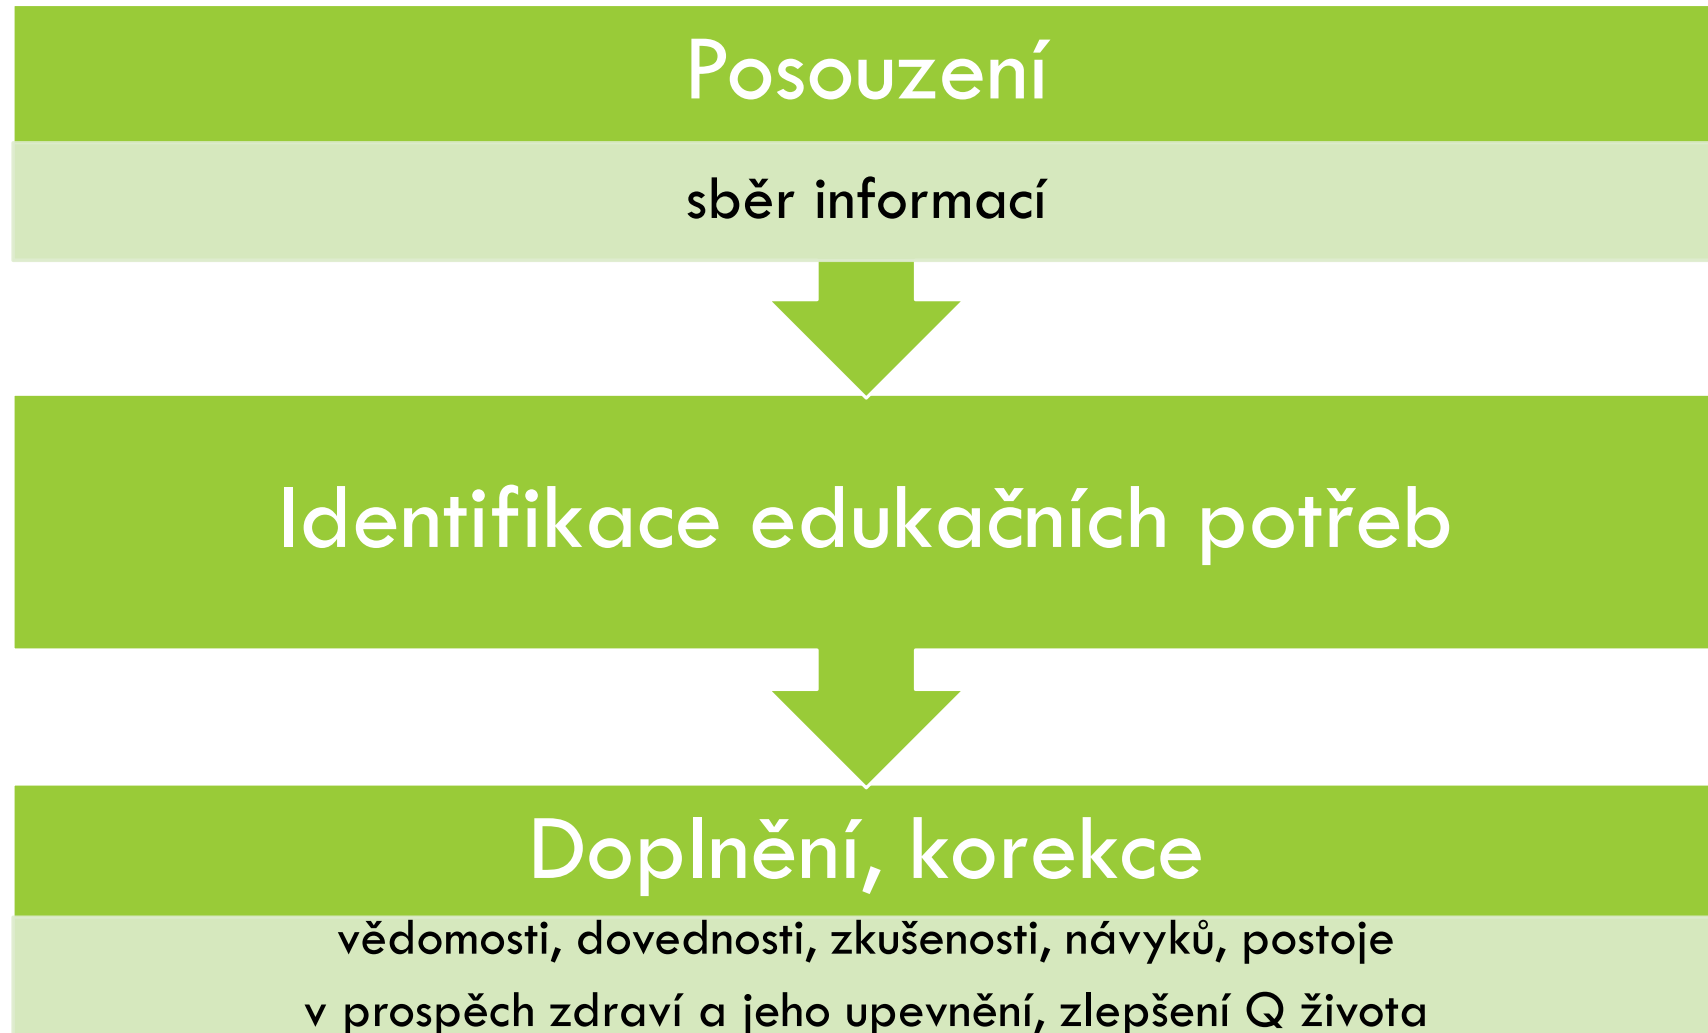 Posouzení
sběr informací
Identifikace edukačních potřeb
Doplnění, korekce
vědomosti, dovednosti, zkušenosti, návyků, postoje
v prospěch zdraví a jeho upevnění, zlepšení Q života